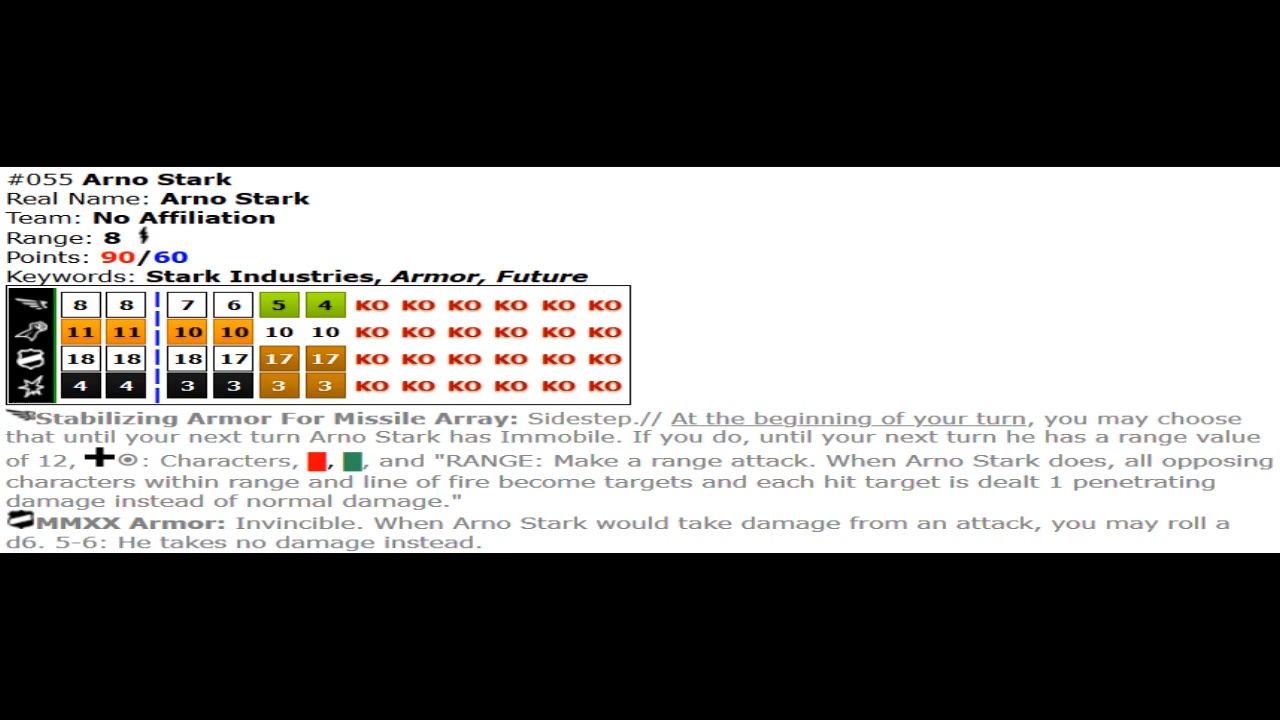 #055 Arno Stark
Real Name: Arno Stark
Team: No Affiliation
Range: 8
Points: 90/60
Keywords: Stark Industries, Armor, Future
8 8 7 6 5 4 KO KO KO KO KO KO
11 11 10 10 10 10 KO KO KO KO KO KO
18 18 18 17 17 17 KO KO KO KO KO KO
4 4 3 3 3 3 KO KO KO KO KO KO
Stabilizing Armor For Missile Array: Sidestep.// At the beginning of your turn, you may choose
that until your next turn Arno Stark has Immobile. If you do, until your next turn he has a range value
of 12, : Characters, , , and "RANGE: Make a range attack. When Arno Stark does, all opposing
characters within range and line of fire become targets and each hit target is dealt 1 penetrating
damage instead of normal damage."
MMXX Armor: Invincible. When Arno Stark would take damage from an attack, you may roll a
d6. 5-6: He takes no damage instead.